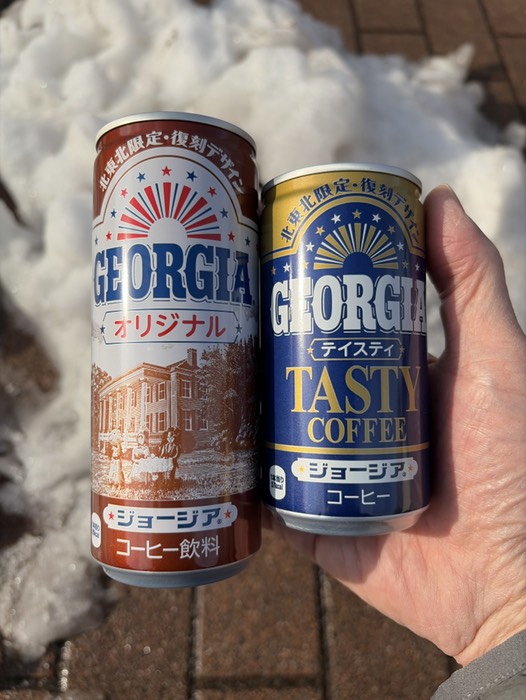 北東北限定・復刻デザイン
GEORGIA
オリジナル
ジョージア
コーヒー飲料
北東北限定・復刻デザイン
GEORGIA
テイスティ
TASTY
COFFEE
ジョージア
コーヒー